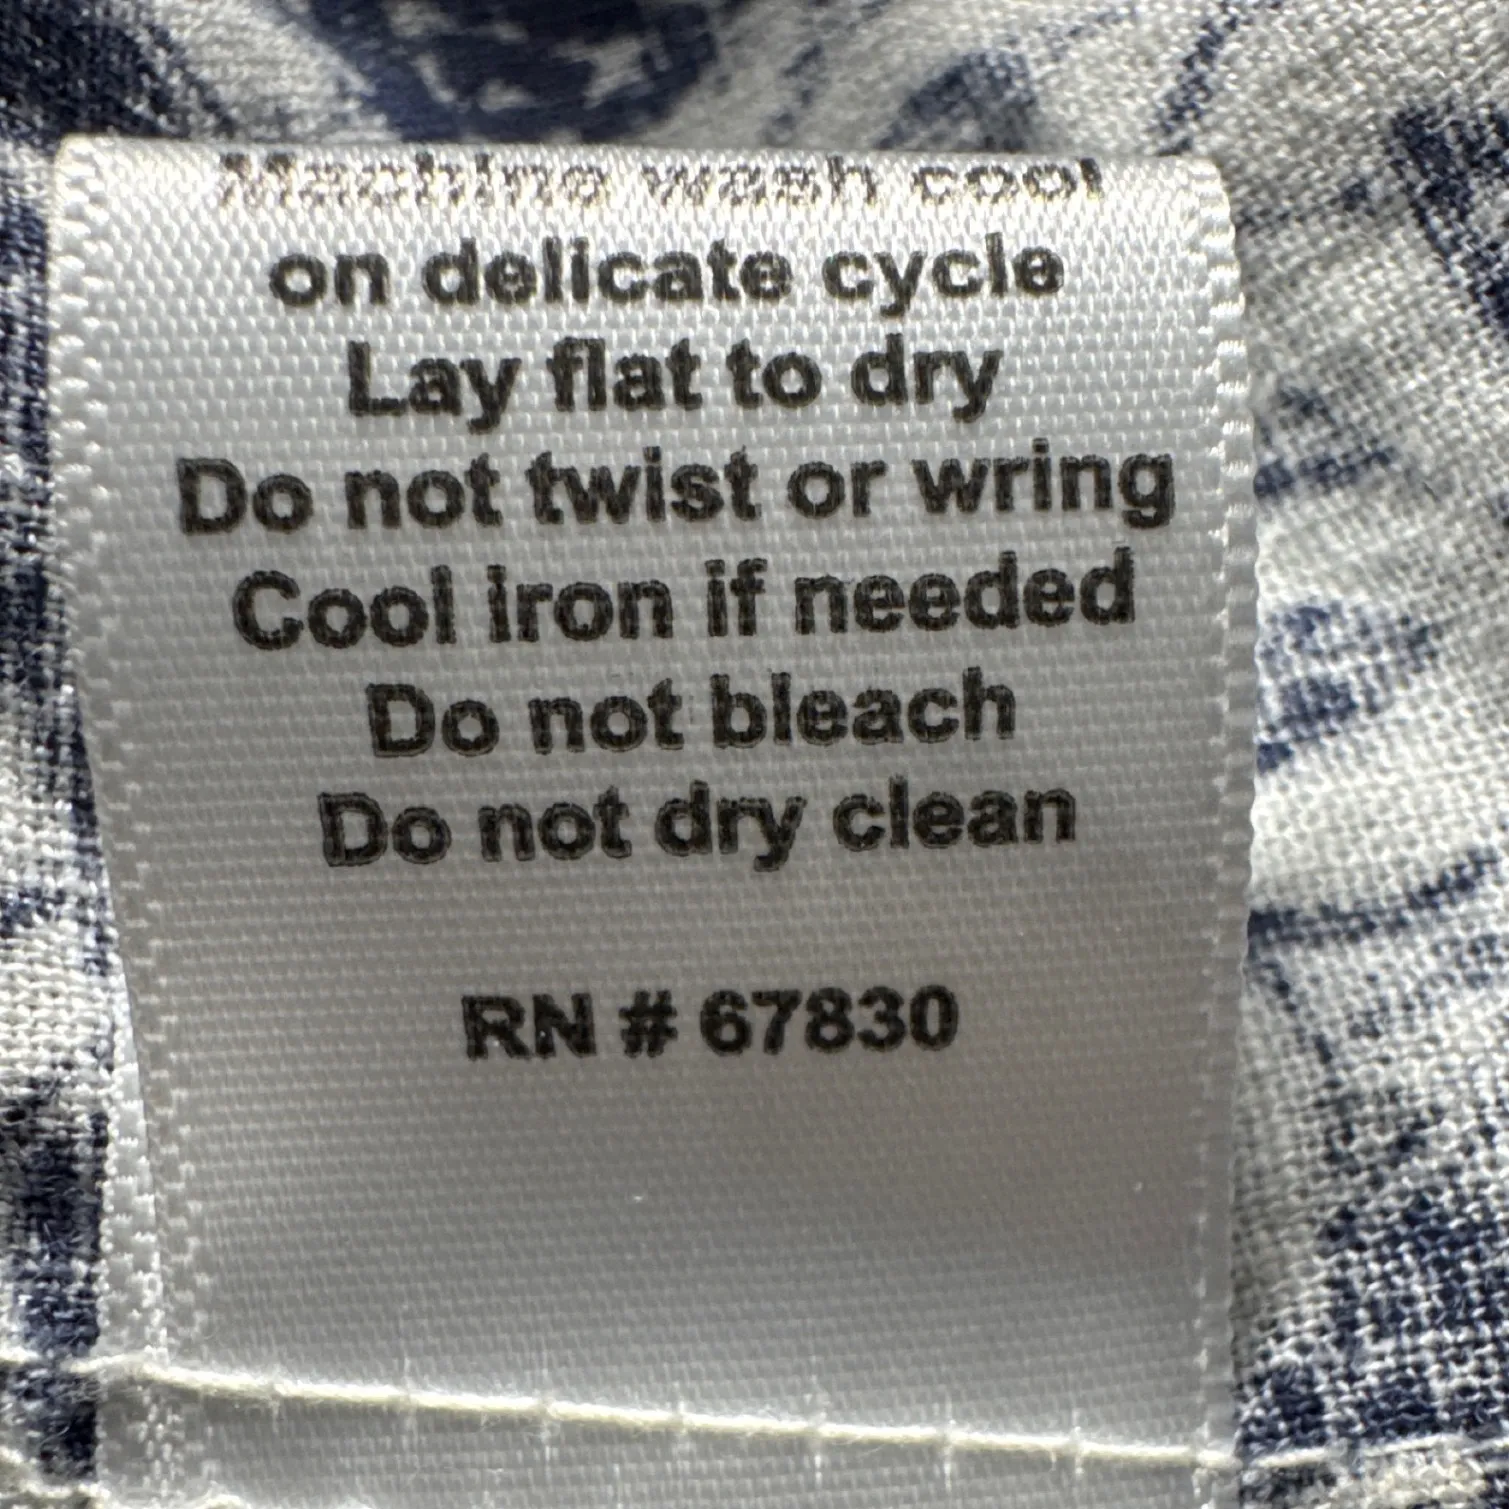 Machine wash cool
on delicate cycle
Lay flat to dry
Do not twist or wring
Cool iron if needed
Do not bleach
Do not dry clean
RN # 67830